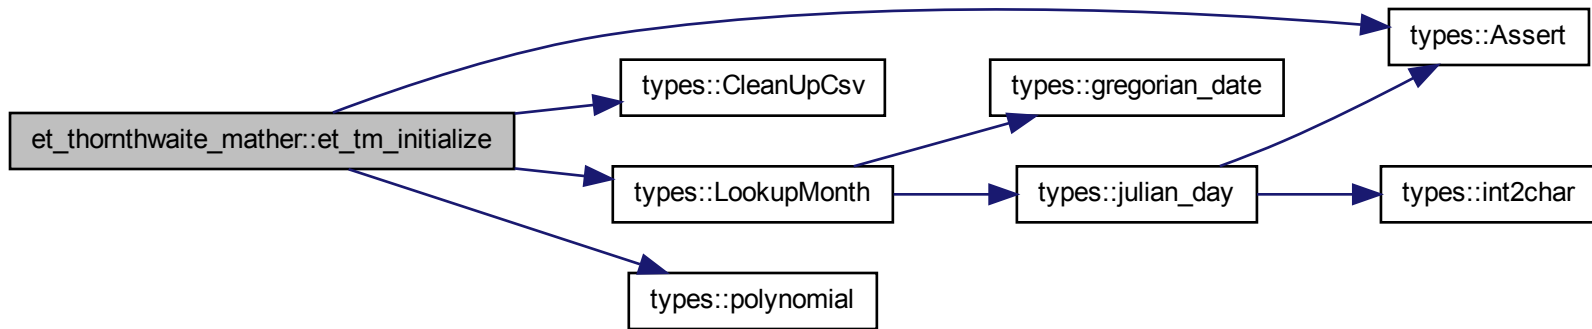 types::Assert
types::CleanUpCsv
types::gregorian_date
et_thornthwaite_mather::et_tm_initialize
types::LookupMonth
types::julian_day
types::int2char
types::polynomial